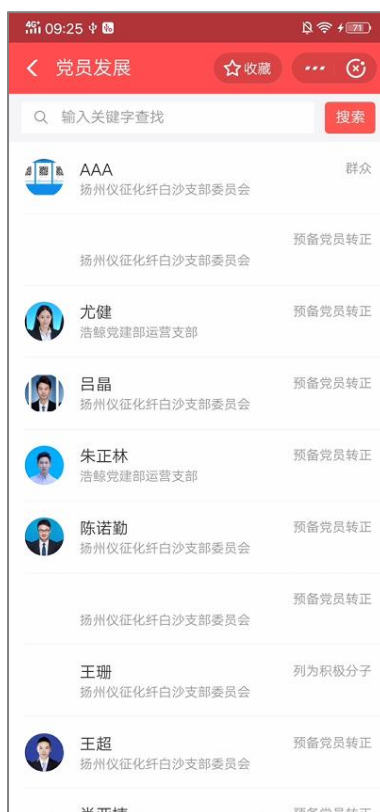 4G 09:25 71
党员发展 收藏
输入关键字查找 搜索
AAA 群众
扬州仪征化纤白沙支部委员会
预备党员转正
扬州仪征化纤白沙支部委员会
尤健 预备党员转正
浩鲸党建部运营支部
吕晶 预备党员转正
扬州仪征化纤白沙支部委员会
朱正林 预备党员转正
浩鲸党建部运营支部
陈诺勤 预备党员转正
扬州仪征化纤白沙支部委员会
预备党员转正
扬州仪征化纤白沙支部委员会
王珊 列为积极分子
扬州仪征化纤白沙支部委员会
王超 预备党员转正
扬州仪征化纤白沙支部委员会